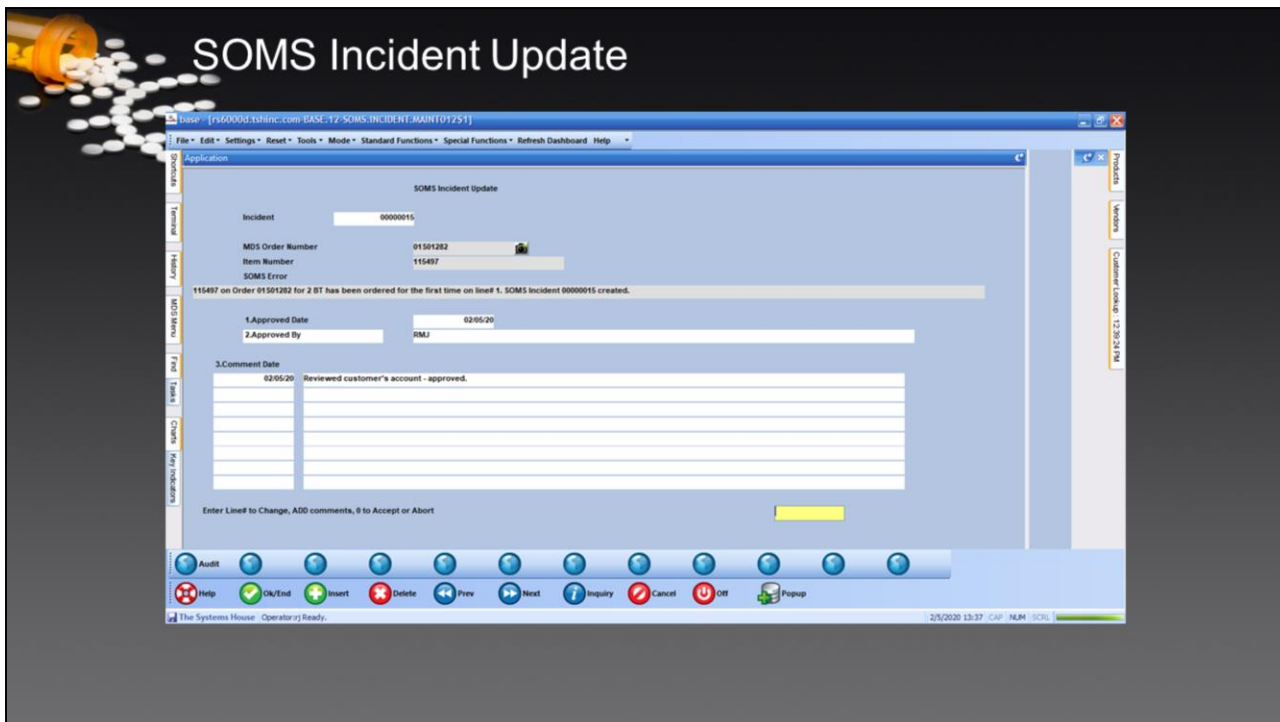 SOMS Incident Update
base - [rs6000d.tshinc.com-BASE.12-SOMS.INCIDENT.MAINT012S1]
File Edit Settings Reset Tools Mode Standard Functions Special Functions Refresh Dashboard Help
Application
SOMS Incident Update
Incident 00000015
MDS Order Number 01501282
Item Number 115497
SOMS Error
115497 on Order 01501282 for 2 BT has been ordered for the first time on line# 1. SOMS Incident 00000015 created.
1.Approved Date 02/05/20
2.Approved By RMJ
3.Comment Date
02/05/20 Reviewed customer's account - approved.
Enter Line# to Change, ADD comments, 0 to Accept or Abort
Shortcuts
Terminal
History
MDS Menu
Find
Tasks
Charts
Key Indicators
Products
Vendors
Customer Lookup : 12:39:24 PM
Audit
Help Ok/End Insert Delete Prev Next Inquiry Cancel Off Popup
The Systems House Operator:rj Ready. 2/5/2020 13:37 CAP NUM SCRL